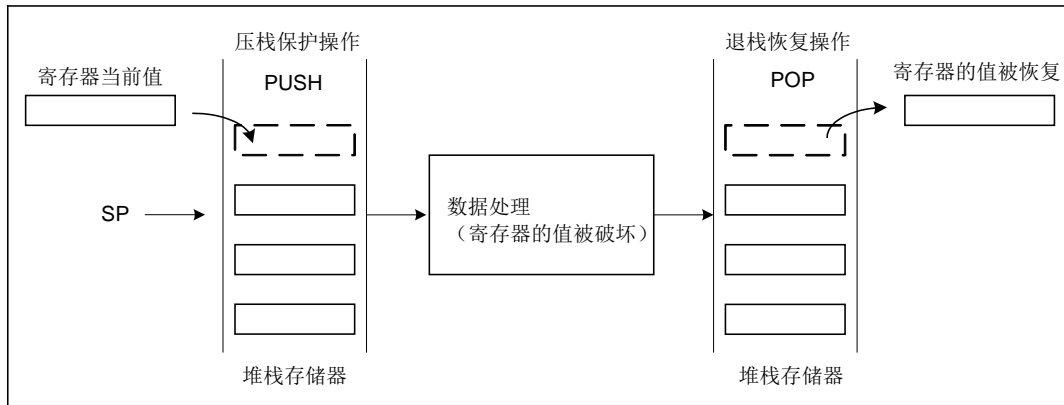 压栈保护操作
退栈恢复操作
寄存器当前值
PUSH
POP
寄存器的值被恢复
SP
数据处理
(寄存器的值被破坏)
堆栈存储器
堆栈存储器